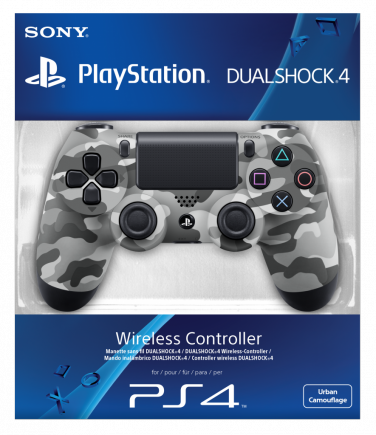 SONY
PlayStation® DUALSHOCK®4
SHARE OPTIONS
Wireless Controller
Manette sans fil DUALSHOCK®4 / DUALSHOCK®4 Wireless-Controller /
Mando inalámbrico DUALSHOCK®4 / Controller wireless DUALSHOCK®4
for / pour / für / para / per
PS4™
Urban
Camouflage